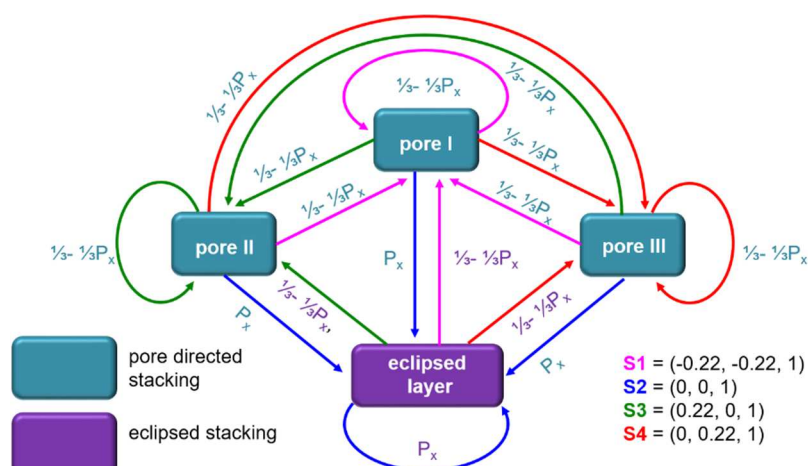 ⅓- ⅓Pₓ
⅓- ⅓Pₓ
⅓- ⅓Pₓ
pore I
⅓- ⅓Pₓ
⅓- ⅓Pₓ
⅓- ⅓Pₓ
⅓- ⅓Pₓ
pore II
pore III
⅓- ⅓Pₓ
Pₓ
⅓- ⅓Pₓ
⅓- ⅓Pₓ
⅓- ⅓Pₓ,
⅓- ⅓Pₓ
Pₓ
Pₓ
eclipsed
layer
Pₓ
pore directed
stacking
eclipsed stacking
S1 = (-0.22, -0.22, 1)
S2 = (0, 0, 1)
S3 = (0.22, 0, 1)
S4 = (0, 0.22, 1)